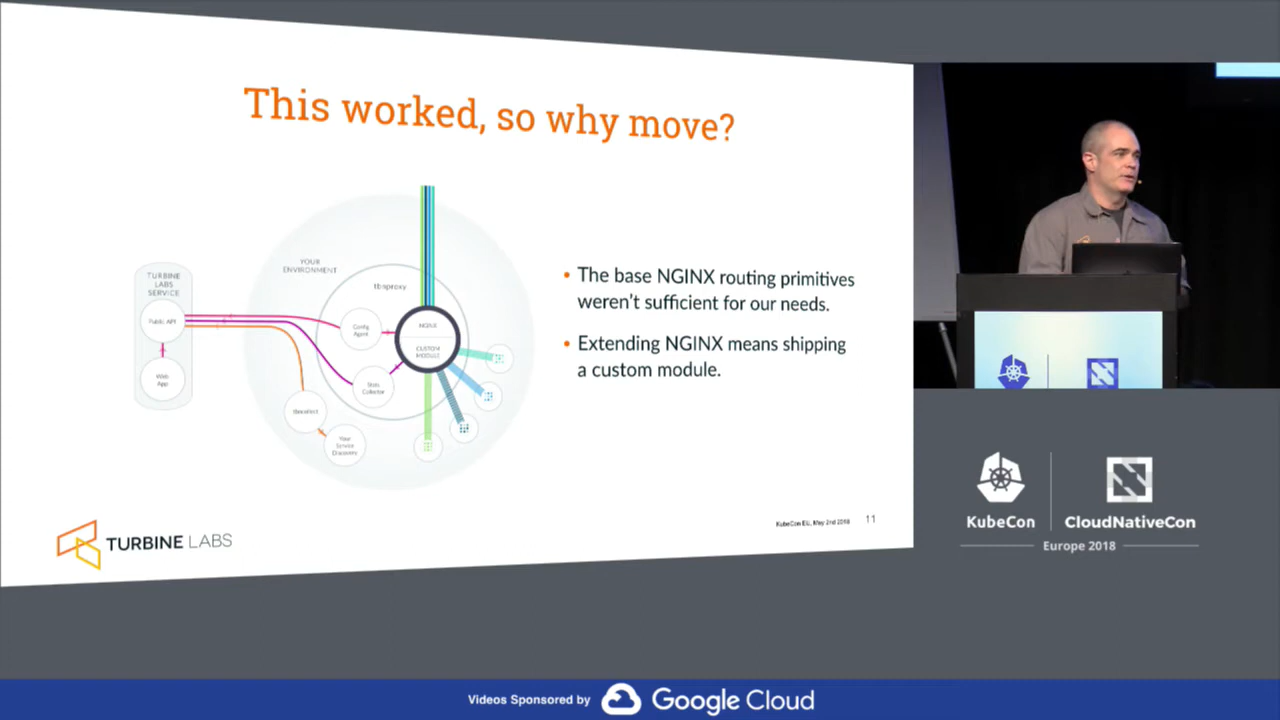 This worked, so why move?
YOUR
ENVIRONMENT
TURBINE
LABS
SERVICE
tbnproxy
Public API
Config
Agent
NGINX
CUSTOM
MODULE
Web
App
Stats
Collector
Your
Service
Discovery
• The base NGINX routing primitives
weren't sufficient for our needs.
• Extending NGINX means shipping
a custom module.
TURBINE LABS
KubeCon EU, May 2nd 2018
11
KubeCon
CloudNativeCon
Europe 2018
Videos Sponsored by
Google Cloud